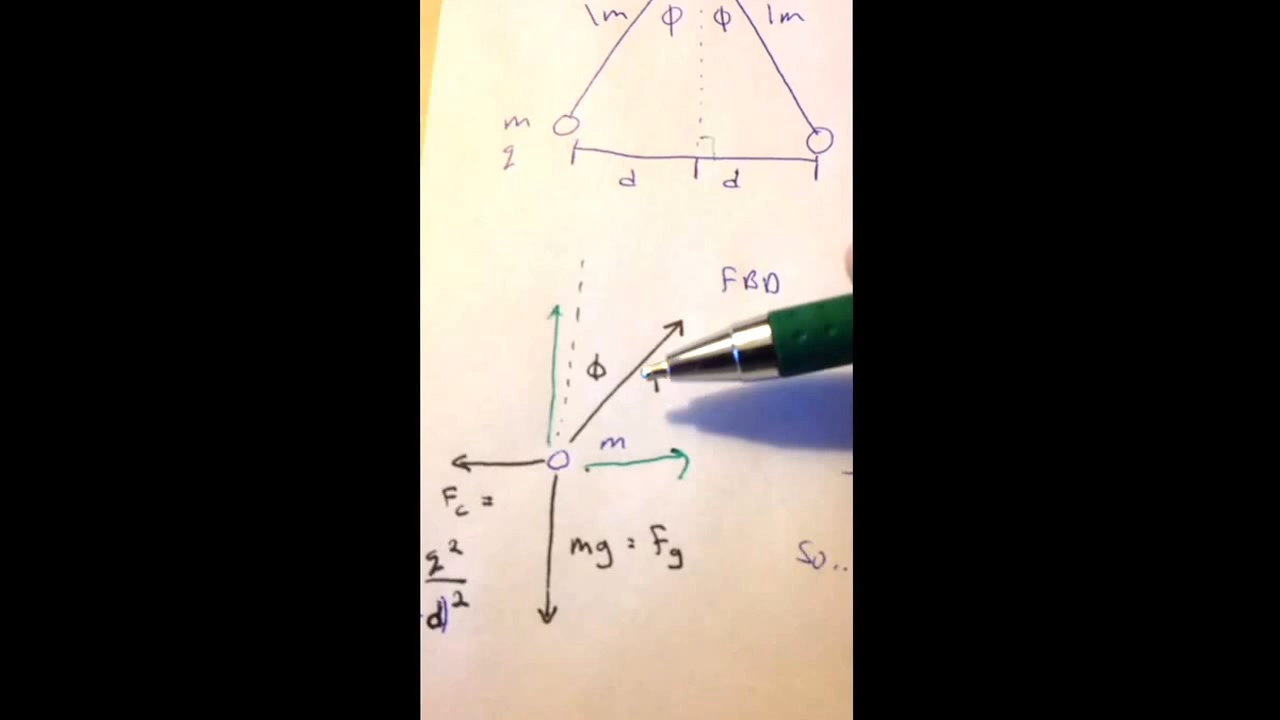 1m ϕ ϕ 1m
m
q
d d
FBD
ϕ T
m
Fc =
mg = Fg
q²
d)²
So..